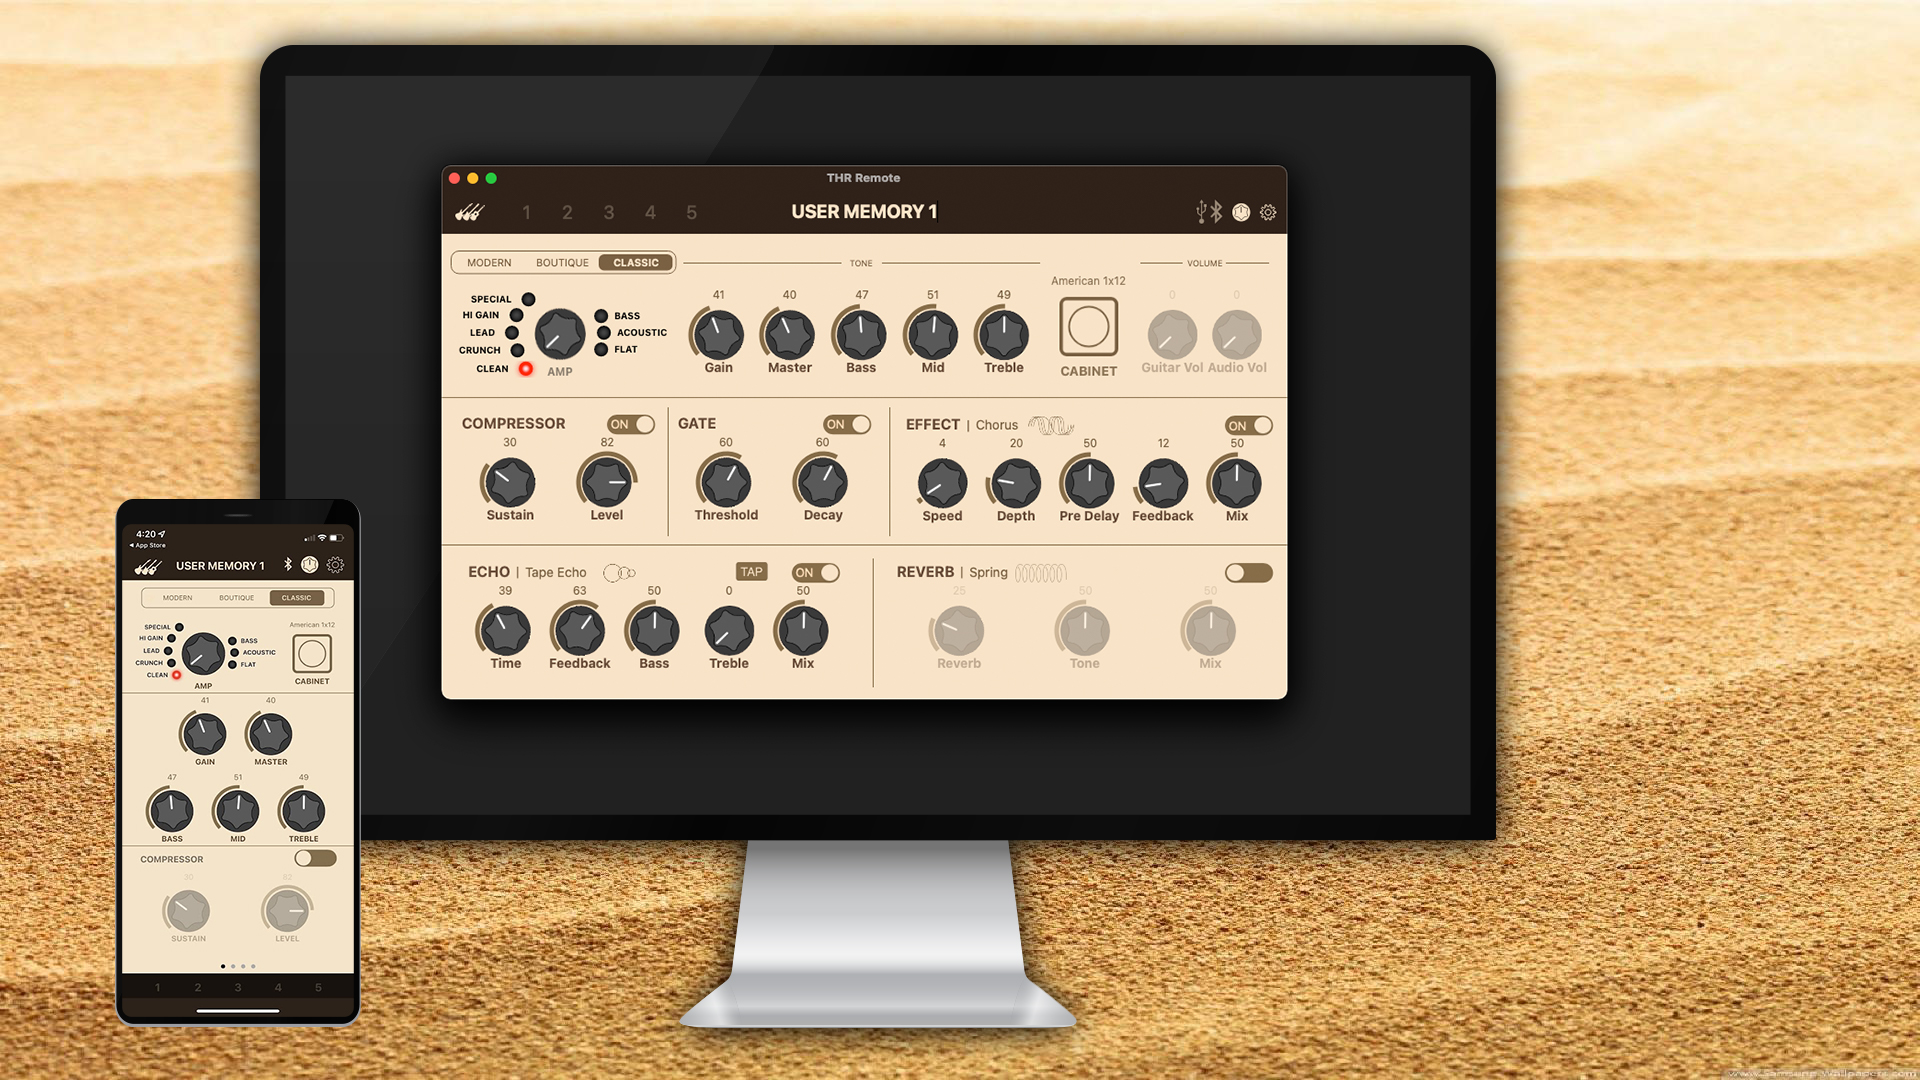 THR Remote
1 2 3 4 5
USER MEMORY 1
MODERN BOUTIQUE CLASSIC
TONE
VOLUME
American 1x12
SPECIAL
HI GAIN
LEAD
CRUNCH
CLEAN
AMP
BASS
ACOUSTIC
FLAT
41 40 47 51 49
Gain Master Bass Mid Treble
CABINET
0 0
Guitar Vol Audio Vol
COMPRESSOR ON
30 82
Sustain Level
GATE ON
60 60
Threshold Decay
EFFECT | Chorus ON
4 20 50 12 50
Speed Depth Pre Delay Feedback Mix
ECHO | Tape Echo TAP ON
39 63 50 0 50
Time Feedback Bass Treble Mix
REVERB | Spring
25 50 50
Reverb Tone Mix
4:20
App Store
USER MEMORY 1
MODERN BOUTIQUE CLASSIC
American 1x12
SPECIAL
HI GAIN
LEAD
CRUNCH
CLEAN
AMP
BASS
ACOUSTIC
FLAT
CABINET
41 40
GAIN MASTER
47 51 49
BASS MID TREBLE
COMPRESSOR
30 82
SUSTAIN LEVEL
1 2 3 4 5
www.Samsung-Wallpapers.com